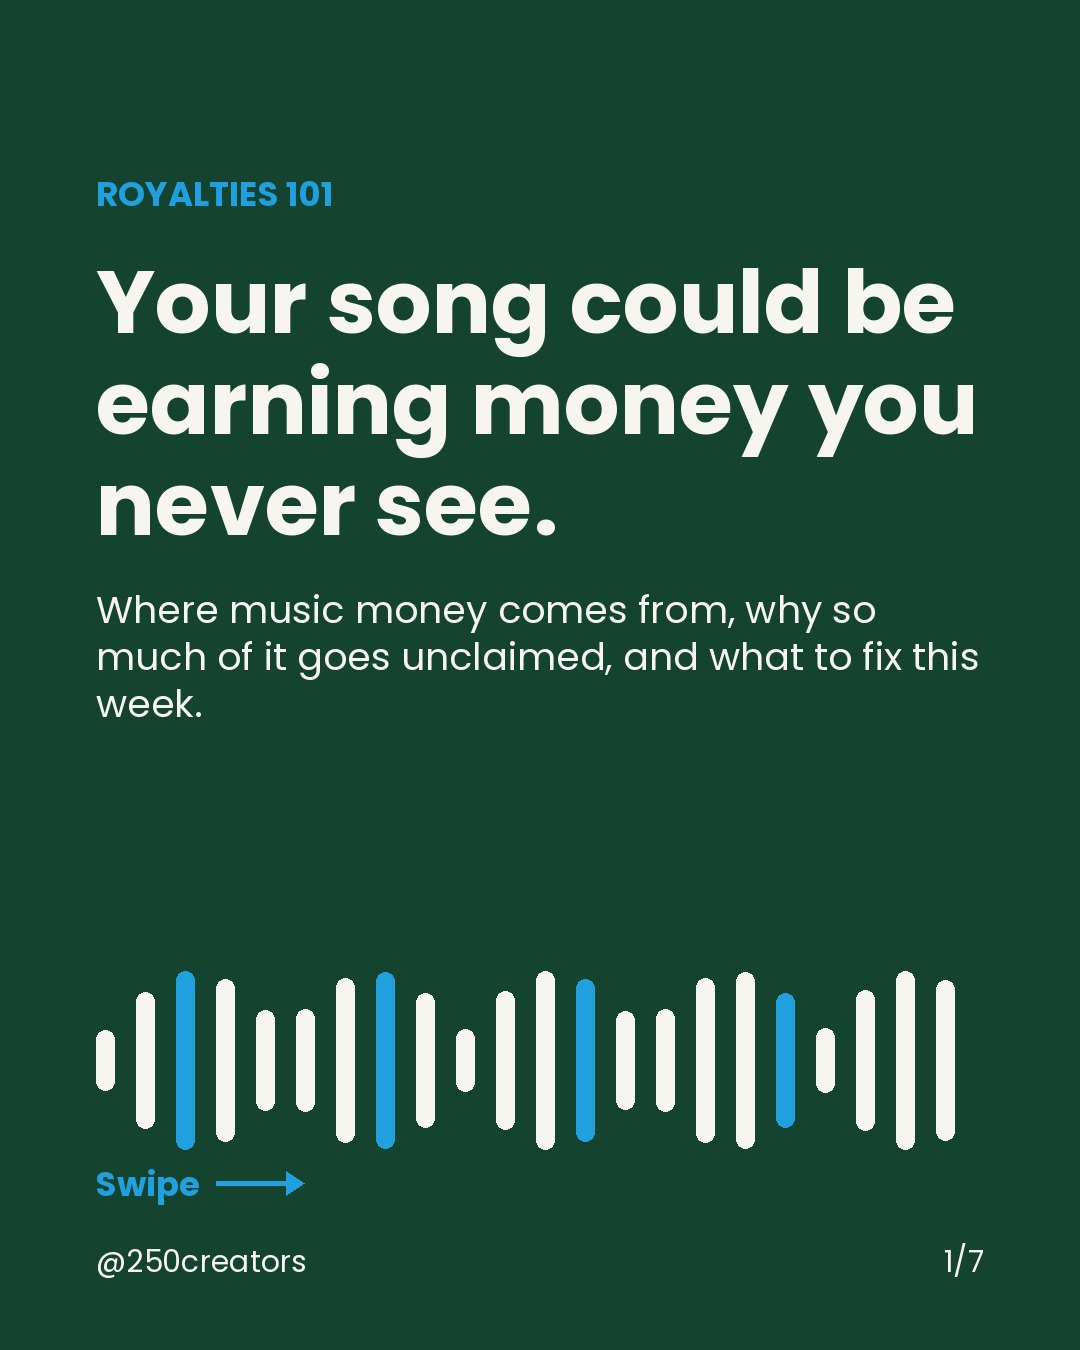 ROYALTIES 101
Your song could be
earning money you
never see.
Where music money comes from, why so
much of it goes unclaimed, and what to fix this
week.
Swipe
@250creators
1/7